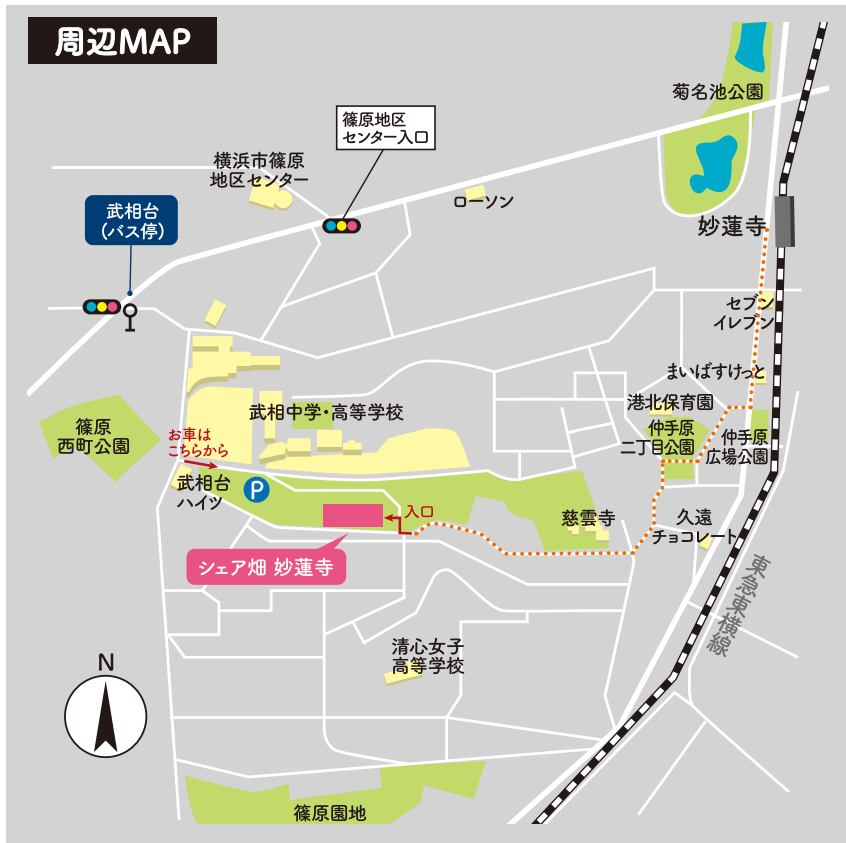 周辺MAP
菊名池公園
篠原地区
センター入口
横浜市篠原
地区センター
ローソン
武相台
(バス停)
妙蓮寺
セブン
イレブン
まいばすけっと
港北保育園
武相中学・高等学校
篠原
西町公園
お車は
こちらから
仲手原
二丁目公園
仲手原
広場公園
武相台
ハイツ
P
入口
慈雲寺
久遠
チョコレート
シェア畑 妙蓮寺
東急東横線
清心女子
高等学校
N
篠原園地